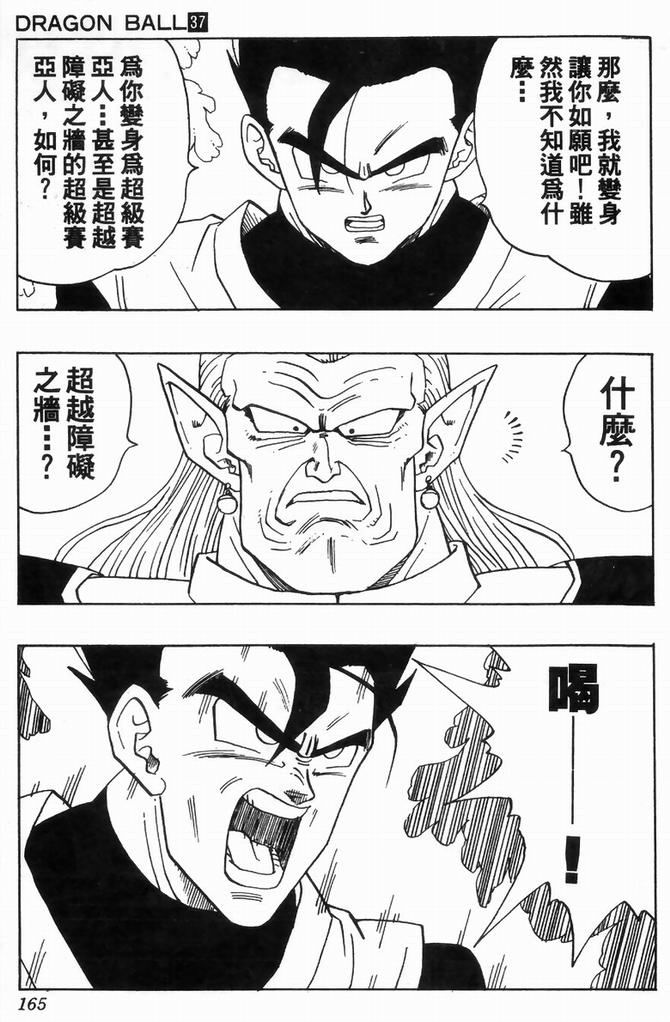 DRAGON BALL 37
那麼，我就變身
讓你如願吧！雖
然我不知道為什
麼…
為你變身為超級賽
亞人…甚至是超越
障礙之牆的超級賽
亞人，如何？
什麼？
超越障礙
之牆…？
喝——！
165